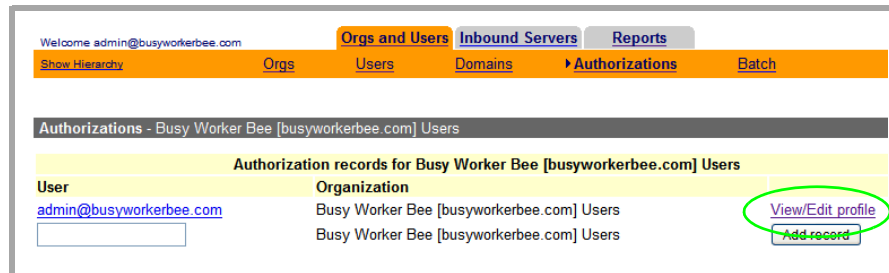 Welcome admin@busyworkerbee.com Orgs and Users Inbound Servers Reports
Show Hierarchy Orgs Users Domains Authorizations Batch
Authorizations - Busy Worker Bee [busyworkerbee.com] Users
Authorization records for Busy Worker Bee [busyworkerbee.com] Users
User Organization
admin@busyworkerbee.com Busy Worker Bee [busyworkerbee.com] Users View/Edit profile
Busy Worker Bee [busyworkerbee.com] Users Add record